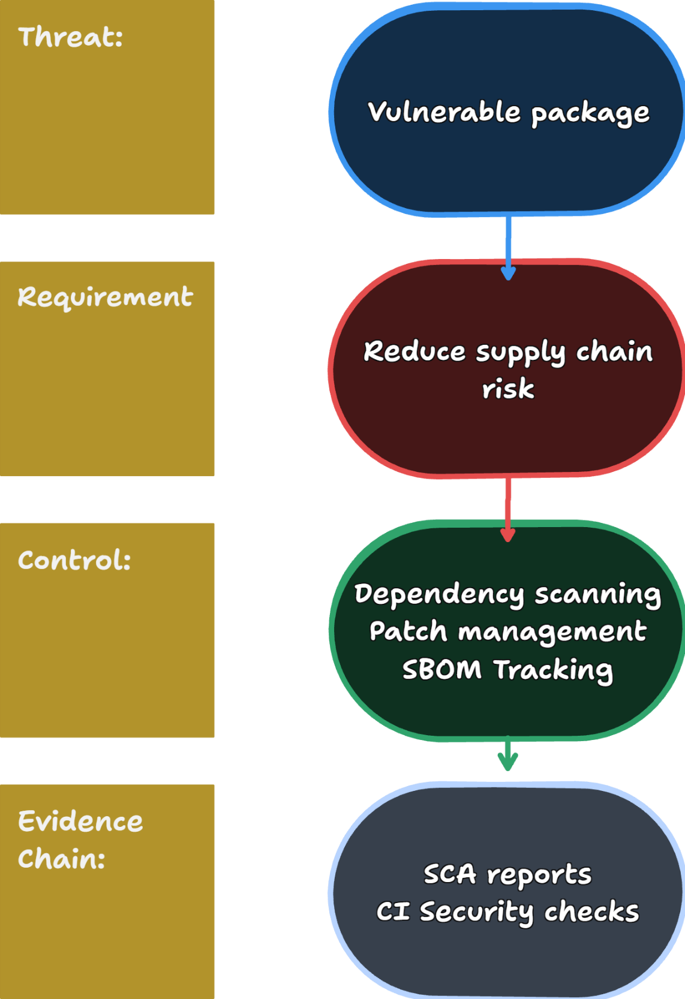 Threat:
Vulnerable package
Requirement
Reduce supply chain
risk
Control:
Dependency scanning
Patch management
SBOM Tracking
Evidence
Chain:
SCA reports
CI Security checks